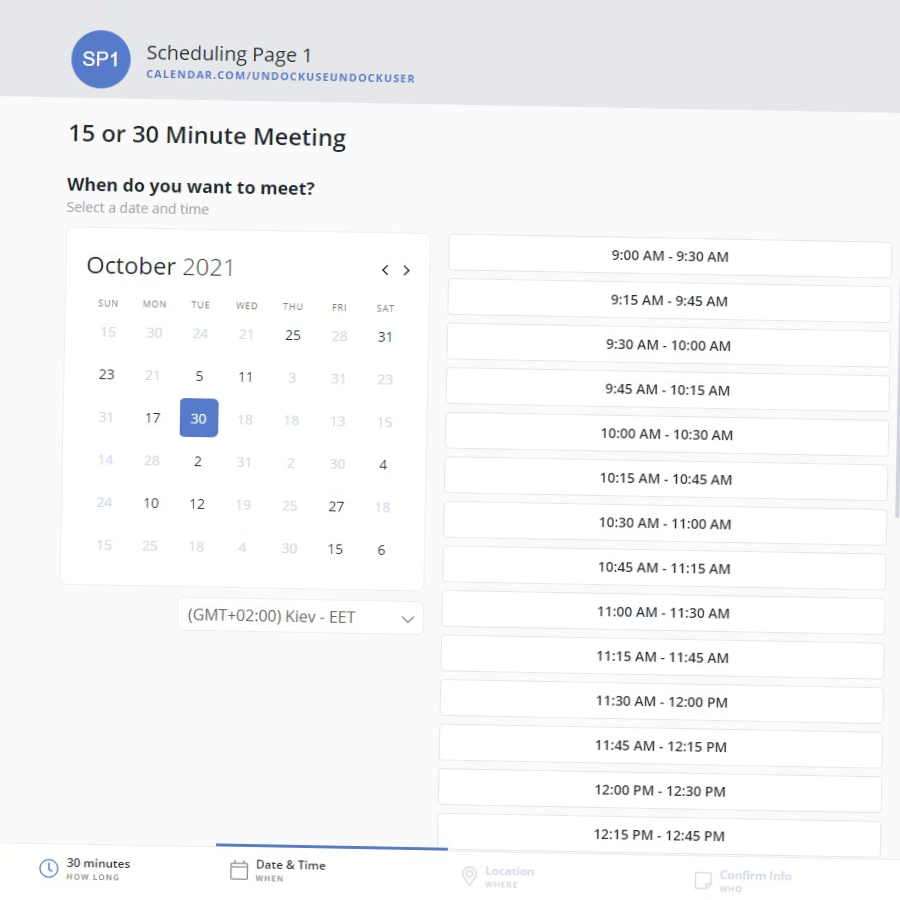 SP1
Scheduling Page 1
CALENDAR.COM/UNDOCKUSEUNDOCKUSER
15 or 30 Minute Meeting
When do you want to meet?
Select a date and time
October 2021
SUN MON TUE WED THU FRI SAT
15 30 24 21 25 28 31
23 21 5 11 3 31 23
31 17 30 18 18 13 15
14 28 2 31 2 30 4
24 10 12 19 25 27 18
15 25 18 4 30 15 6
(GMT+02:00) Kiev - EET
9:00 AM - 9:30 AM
9:15 AM - 9:45 AM
9:30 AM - 10:00 AM
9:45 AM - 10:15 AM
10:00 AM - 10:30 AM
10:15 AM - 10:45 AM
10:30 AM - 11:00 AM
10:45 AM - 11:15 AM
11:00 AM - 11:30 AM
11:15 AM - 11:45 AM
11:30 AM - 12:00 PM
11:45 AM - 12:15 PM
12:00 PM - 12:30 PM
12:15 PM - 12:45 PM
30 minutes
HOW LONG
Date & Time
WHEN
Location
WHERE
Confirm Info
WHO